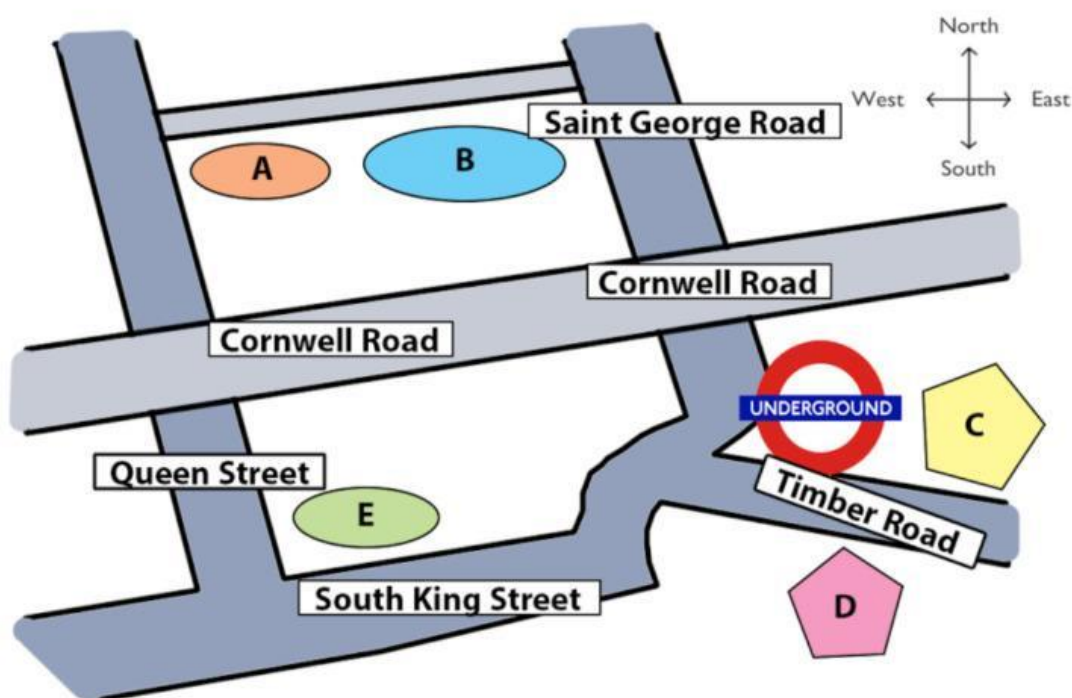 North
West
East
Saint George Road
A
B
South
Cornwell Road
Cornwell Road
UNDERGROUND
C
Queen Street
Timber Road
E
South King Street
D